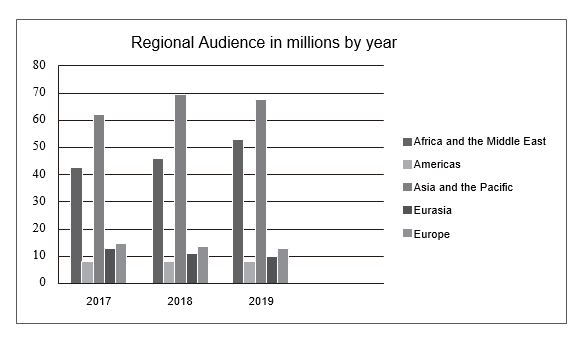 Regional Audience in millions by year
80
70
60
50
40
30
20
10
0
2017 2018 2019
Africa and the Middle East
Americas
Asia and the Pacific
Eurasia
Europe